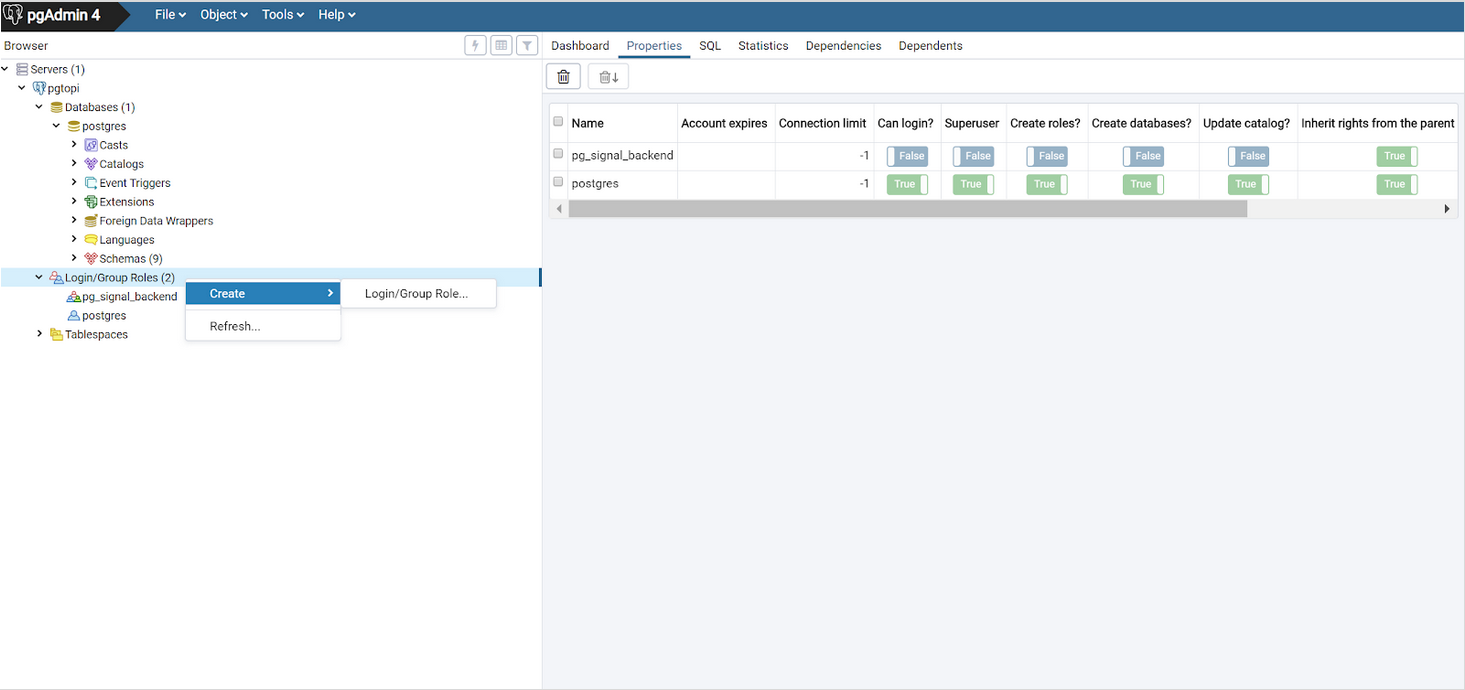 pgAdmin 4 File Object Tools Help
Browser
Dashboard Properties SQL Statistics Dependencies Dependents
Servers (1)
pgtopi
Databases (1)
postgres
Casts
Catalogs
Event Triggers
Extensions
Foreign Data Wrappers
Languages
Schemas (9)
Login/Group Roles (2)
pg_signal_backend
postgres
Tablespaces
Create
Login/Group Role...
Refresh...
Name Account expires Connection limit Can login? Superuser Create roles? Create databases? Update catalog? Inherit rights from the parent
pg_signal_backend -1 False False False False False True
postgres -1 True True True True True True